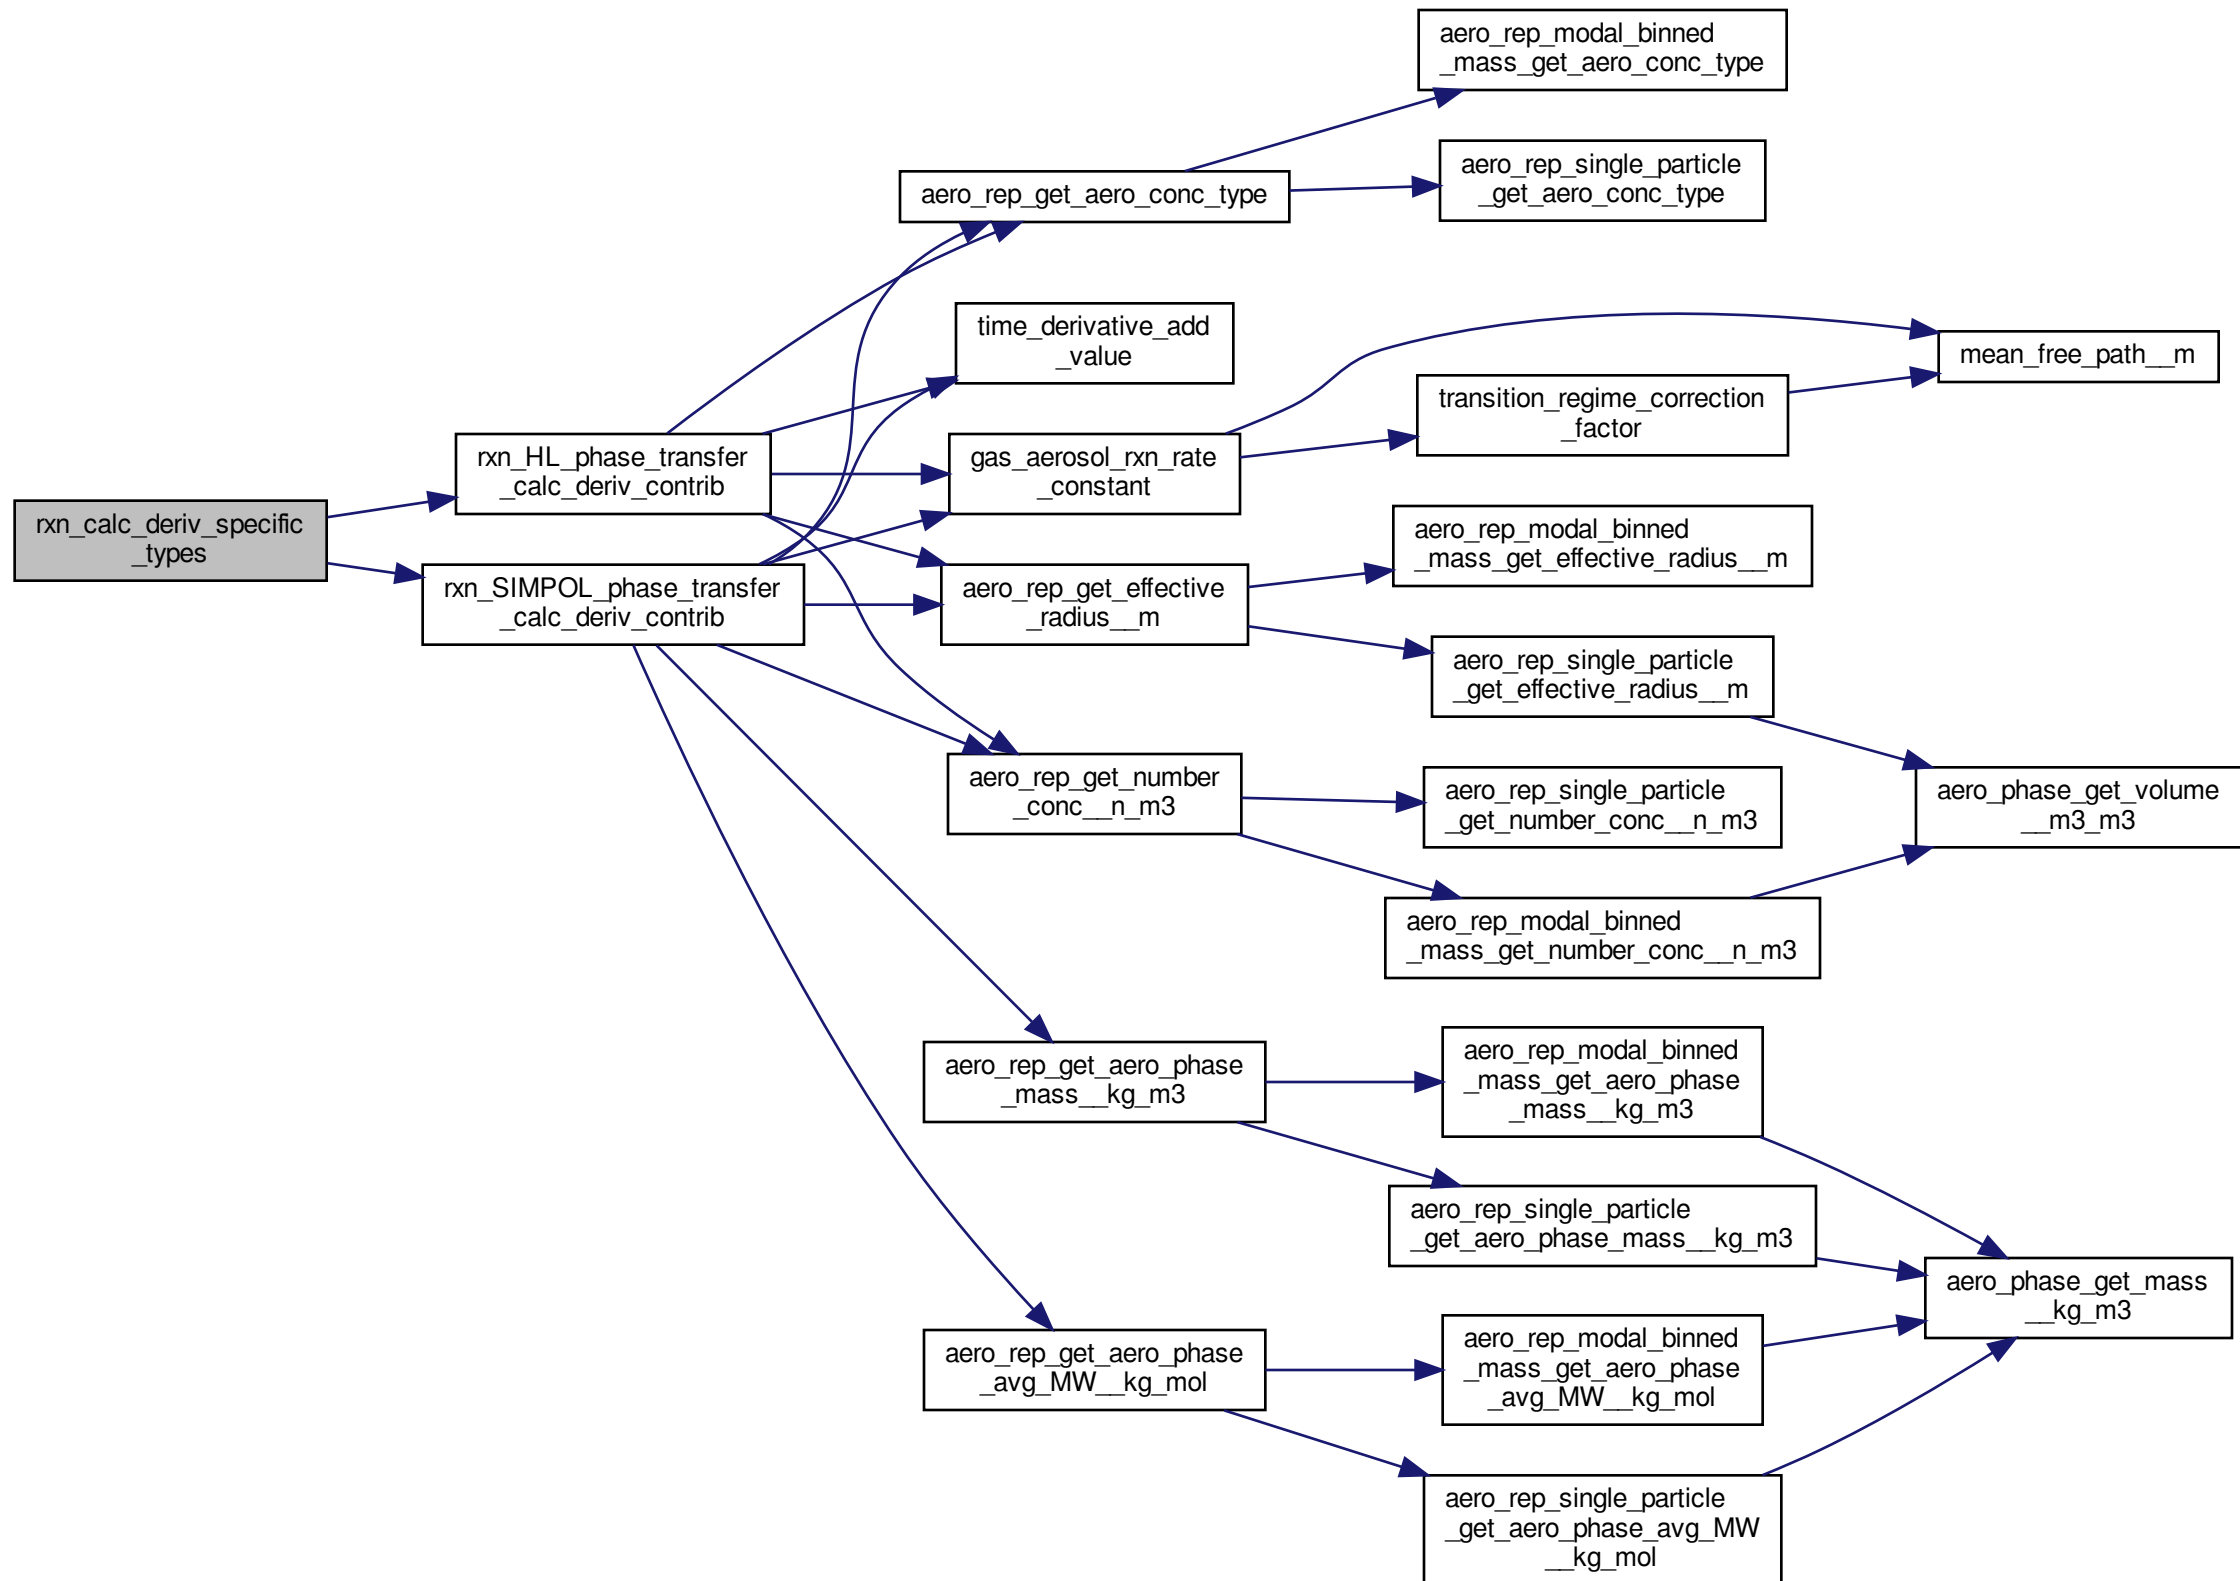 rxn_calc_deriv_specific
_types
rxn_HL_phase_transfer
_calc_deriv_contrib
rxn_SIMPOL_phase_transfer
_calc_deriv_contrib
aero_rep_get_aero_conc_type
time_derivative_add
_value
gas_aerosol_rxn_rate
_constant
aero_rep_get_effective
_radius__m
aero_rep_get_number
_conc__n_m3
aero_rep_get_aero_phase
_mass__kg_m3
aero_rep_get_aero_phase
_avg_MW__kg_mol
aero_rep_modal_binned
_mass_get_aero_conc_type
aero_rep_single_particle
_get_aero_conc_type
transition_regime_correction
_factor
aero_rep_modal_binned
_mass_get_effective_radius__m
aero_rep_single_particle
_get_effective_radius__m
aero_rep_single_particle
_get_number_conc__n_m3
aero_rep_modal_binned
_mass_get_number_conc__n_m3
aero_rep_modal_binned
_mass_get_aero_phase
_mass__kg_m3
aero_rep_single_particle
_get_aero_phase_mass__kg_m3
aero_rep_modal_binned
_mass_get_aero_phase
_avg_MW__kg_mol
aero_rep_single_particle
_get_aero_phase_avg_MW
__kg_mol
mean_free_path__m
aero_phase_get_volume
__m3_m3
aero_phase_get_mass
__kg_m3